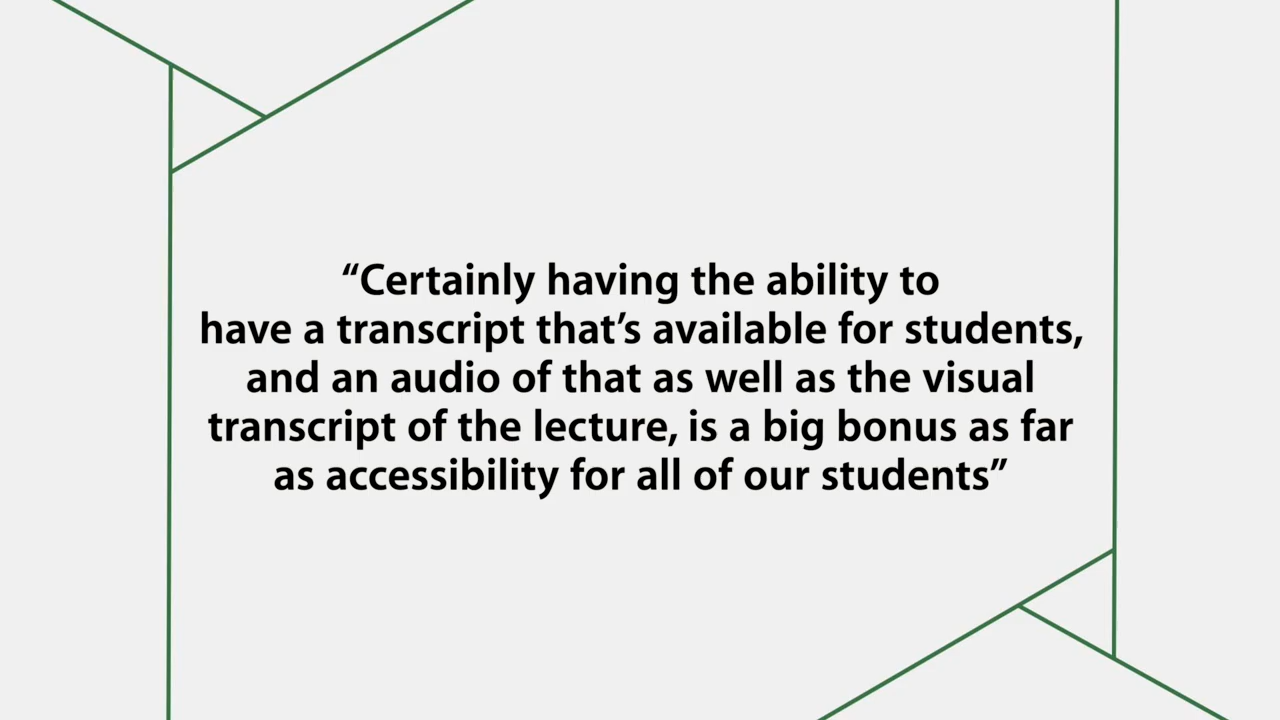 “Certainly having the ability to
have a transcript that’s available for students,
and an audio of that as well as the visual
transcript of the lecture, is a big bonus as far
as accessibility for all of our students”